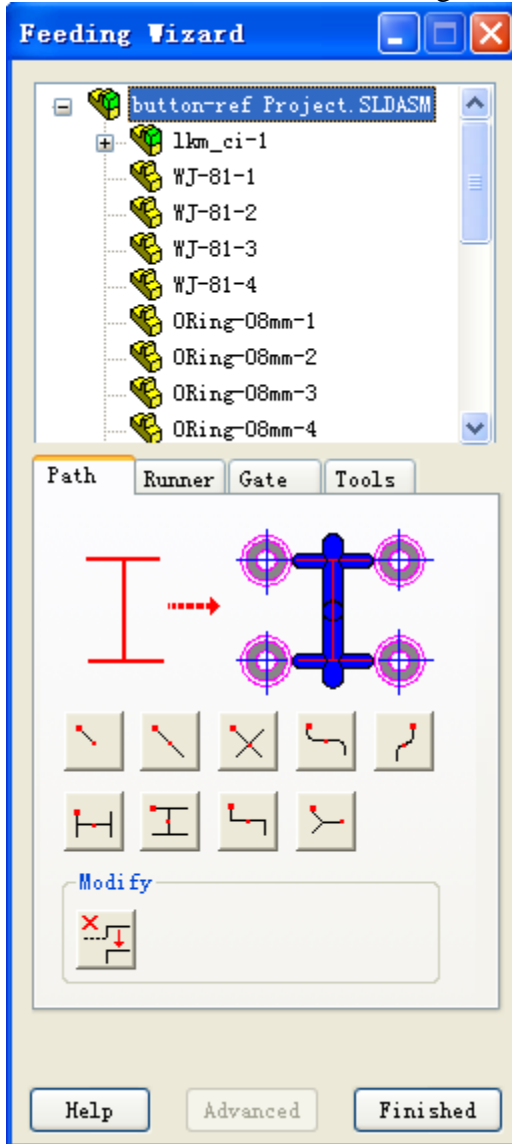 Feeding Wizard
button-ref Project.SLDASM
lkm_ci-1
WJ-81-1
WJ-81-2
WJ-81-3
WJ-81-4
ORing-08mm-1
ORing-08mm-2
ORing-08mm-3
ORing-08mm-4
Path Runner Gate Tools
Modify
Help Advanced Finished